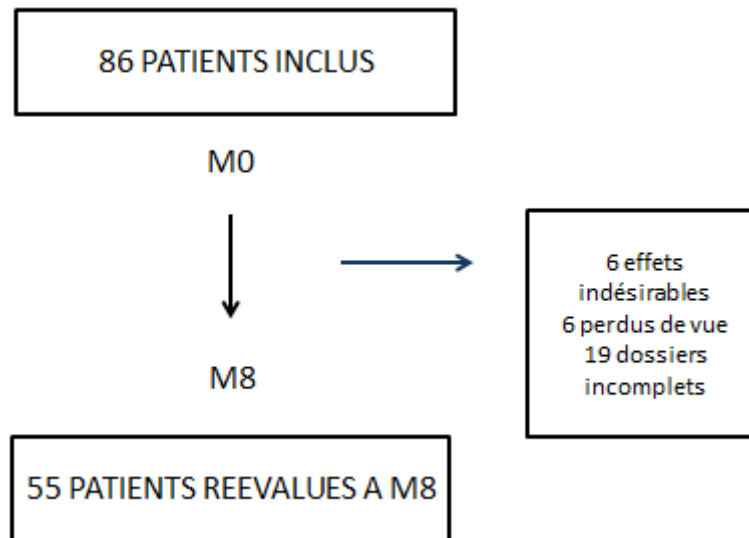 86 PATIENTS INCLUS
M0
6 effets
indésirables
6 perdus de vue
19 dossiers
incomplets
M8
55 PATIENTS REEVALUES A M8